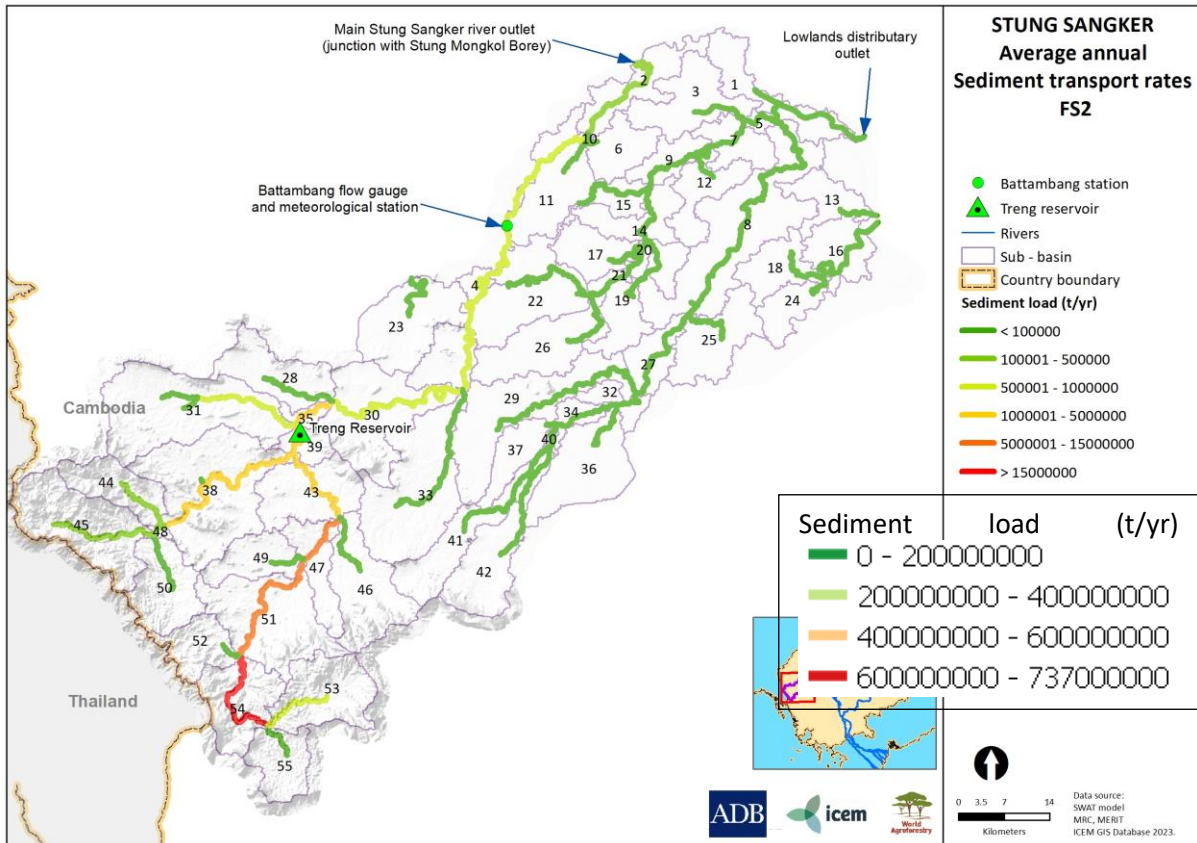 STUNG SANGKER
Average annual
Sediment transport rates
FS2
Main Stung Sangker river outlet
(junction with Stung Mongkol Borey)
Lowlands distributary
outlet
Battambang flow gauge
and meteorological station
Battambang station
Treng reservoir
Rivers
Sub - basin
Country boundary
Sediment load (t/yr)
< 100000
100001 - 500000
500001 - 1000000
1000001 - 5000000
5000001 - 15000000
> 15000000
Sediment load (t/yr)
0 - 200000000
200000000 - 400000000
400000000 - 600000000
600000000 - 737000000
2
1
3
5
10
7
6
9
12
11
15
13
14
8
16
17
20
18
21
4
22
19
24
23
26
25
27
28
32
29
31
30
34
Cambodia
35
Treng Reservoir
39
40
37
36
44
38
43
33
45
48
41
49
47
42
50
46
51
52
53
Thailand
54
55
ADB
icem
World
Agroforestry
0 3.5 7 14
Kilometers
Data source:
SWAT model
MRC, MERIT
ICEM GIS Database 2023.